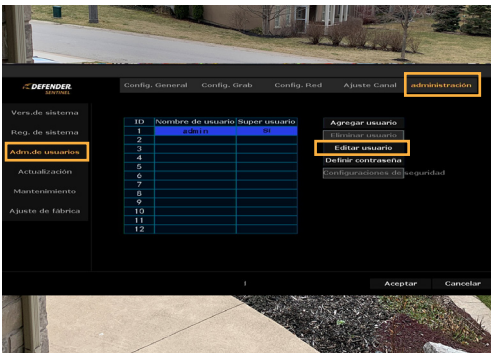 DEFENDER
SENTINEL
Config. General Config. Grab Config. Red Ajuste Canal administración
Vers.de sistema
Reg. de sistema
Adm.de usuarios
Actualización
Mantenimiento
Ajuste de fábrica
ID Nombre de usuario Super usuario
1 admin
2
3
4
5
6
7
8
9
10
11
12
Agregar usuario
Eliminar usuario
Editar usuario
Definir contraseña
Configuraciones de seguridad
Aceptar Cancelar